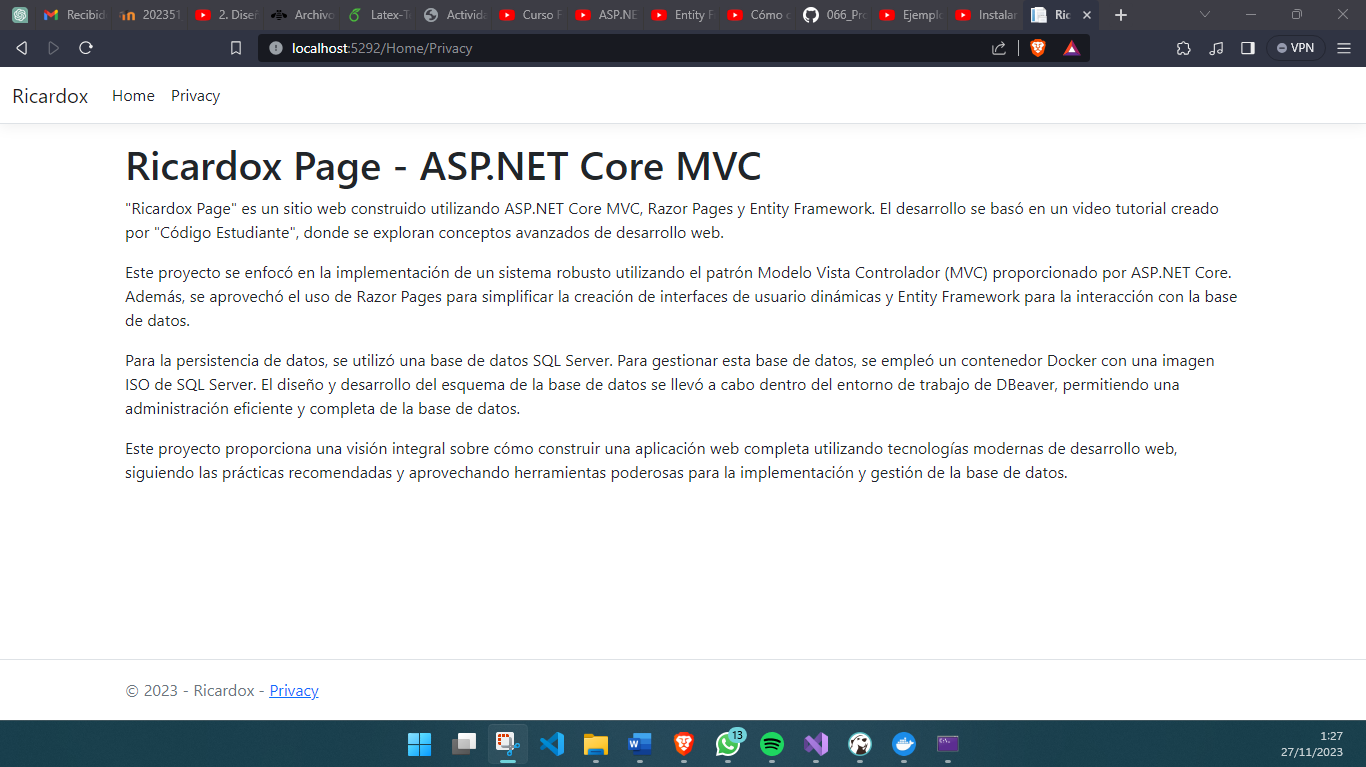 Recibid
202351
2. Diseñ
Archivo
Latex-T
Activida
Curso F
ASP.NE
Entity F
Cómo c
066_Pro
Ejemplo
Instalar
Ric
localhost:5292/Home/Privacy
VPN
Ricardox Home Privacy
Ricardox Page - ASP.NET Core MVC
"Ricardox Page" es un sitio web construido utilizando ASP.NET Core MVC, Razor Pages y Entity Framework. El desarrollo se basó en un video tutorial creado
por "Código Estudiante", donde se exploran conceptos avanzados de desarrollo web.
Este proyecto se enfocó en la implementación de un sistema robusto utilizando el patrón Modelo Vista Controlador (MVC) proporcionado por ASP.NET Core.
Además, se aprovechó el uso de Razor Pages para simplificar la creación de interfaces de usuario dinámicas y Entity Framework para la interacción con la base
de datos.
Para la persistencia de datos, se utilizó una base de datos SQL Server. Para gestionar esta base de datos, se empleó un contenedor Docker con una imagen
ISO de SQL Server. El diseño y desarrollo del esquema de la base de datos se llevó a cabo dentro del entorno de trabajo de DBeaver, permitiendo una
administración eficiente y completa de la base de datos.
Este proyecto proporciona una visión integral sobre cómo construir una aplicación web completa utilizando tecnologías modernas de desarrollo web,
siguiendo las prácticas recomendadas y aprovechando herramientas poderosas para la implementación y gestión de la base de datos.
© 2023 - Ricardox - Privacy
13
1:27
27/11/2023